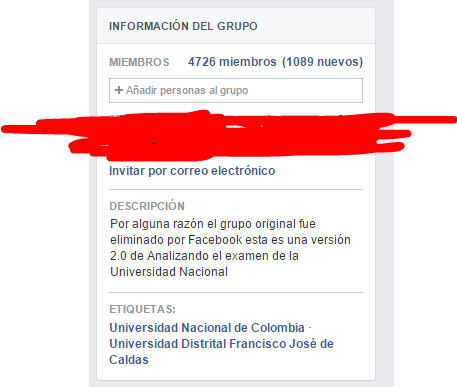 INFORMACIÓN DEL GRUPO
MIEMBROS 4726 miembros (1089 nuevos)
+ Añadir personas al grupo
Invitar por correo electrónico
DESCRIPCIÓN
Por alguna razón el grupo original fue
eliminado por Facebook esta es una versión
2.0 de Analizando el examen de la
Universidad Nacional
ETIQUETAS:
Universidad Nacional de Colombia ·
Universidad Distrital Francisco José de
Caldas